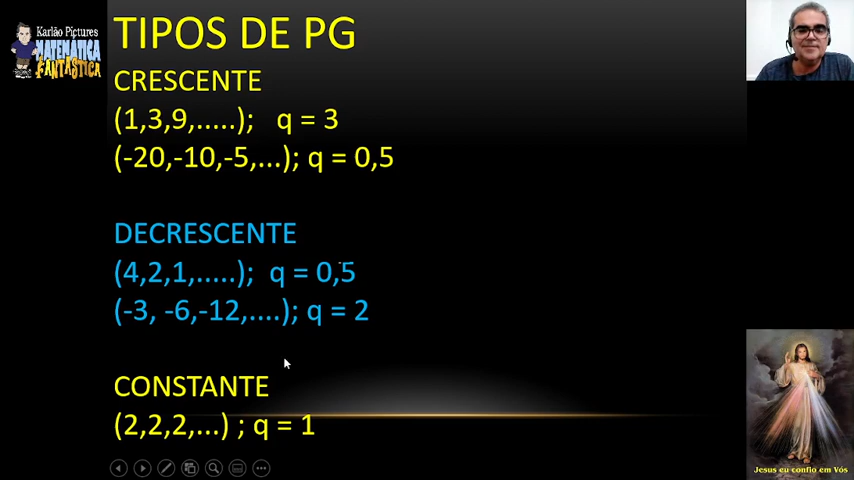 Karlão Pictures
MATEMÁTICA
FANTÁSTICA
TIPOS DE PG
CRESCENTE
(1,3,9,.....);   q = 3
(-20,-10,-5,...); q = 0,5
DECRESCENTE
(4,2,1,.....);  q = 0,5
(-3, -6,-12,....); q = 2
CONSTANTE
(2,2,2,...) ; q = 1
Jesus eu confio em Vós